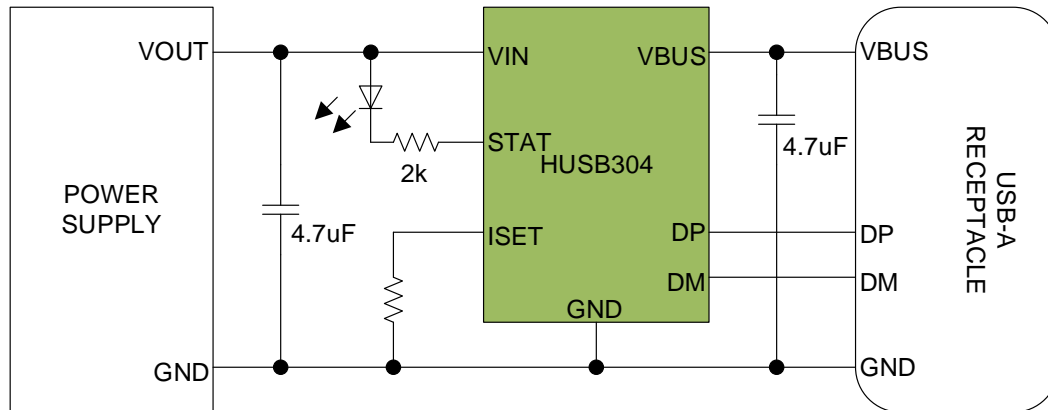 VOUT
VIN
VBUS
VBUS
STAT
2k
HUSB304
4.7uF
POWER
SUPPLY
4.7uF
ISET
DP
DP
DM
DM
USB-A
RECEPTACLE
GND
GND
GND